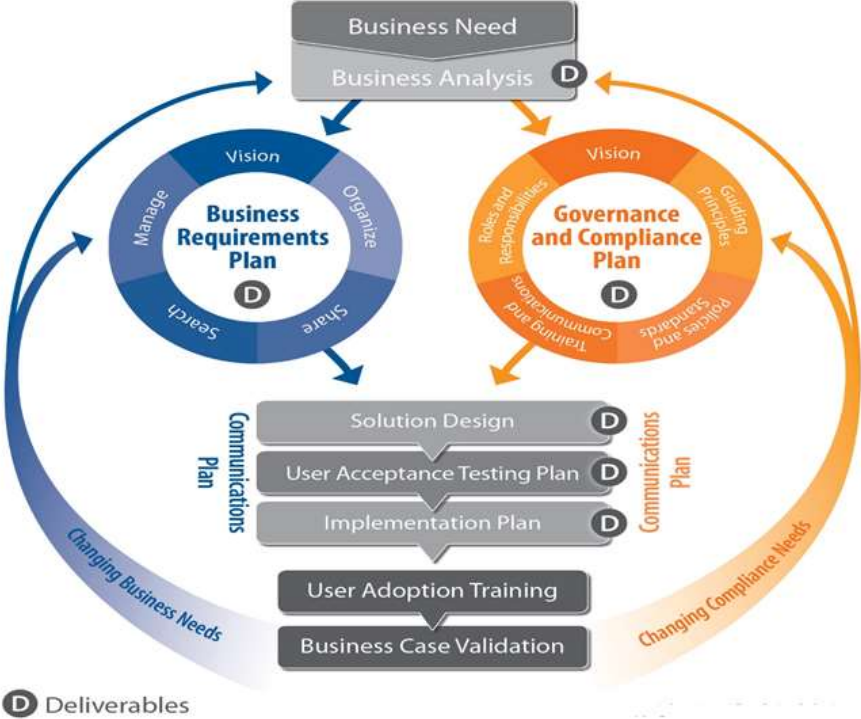 Business Need
Business Analysis D
Vision
Organize
Share
Search
Manage
Business
Requirements
Plan
D
Vision
Guiding
Principles
Policies and
Standards
Training and
Communications
Roles and
Responsibilities
Governance
and Compliance
Plan
D
Communications
Plan
Solution Design D
User Acceptance Testing Plan D
Implementation Plan D
Communications
Plan
User Adoption Training
Business Case Validation
Changing Business Needs
Changing Compliance Needs
D Deliverables